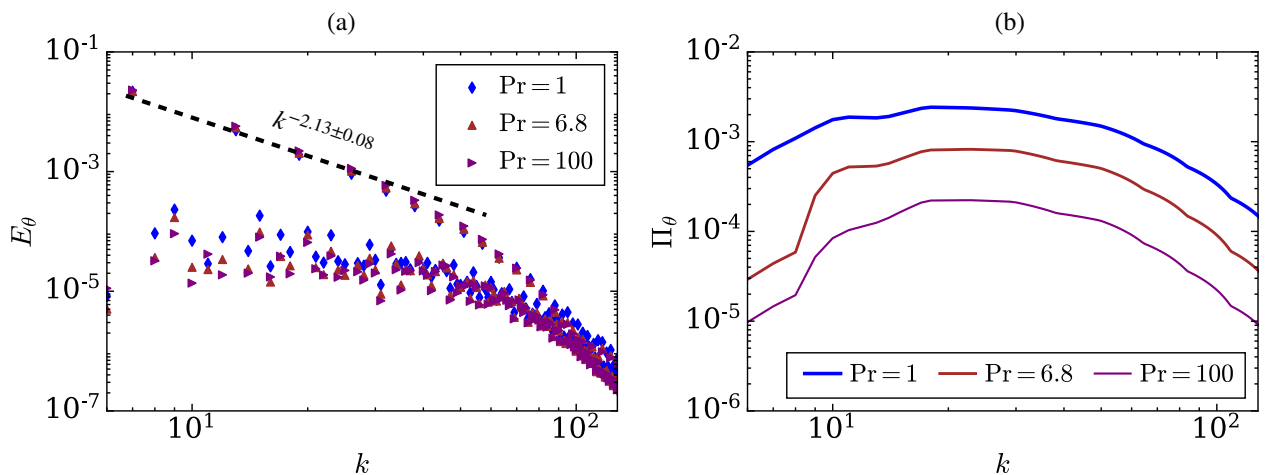 (a)
10^-1
10^-3
10^-5
10^-7
E_θ
k^−2.13±0.08
Pr = 1
Pr = 6.8
Pr = 100
10^1
10^2
k
(b)
10^-2
10^-3
10^-4
10^-5
10^-6
Π_θ
Pr = 1 Pr = 6.8 Pr = 100
10^1
10^2
k